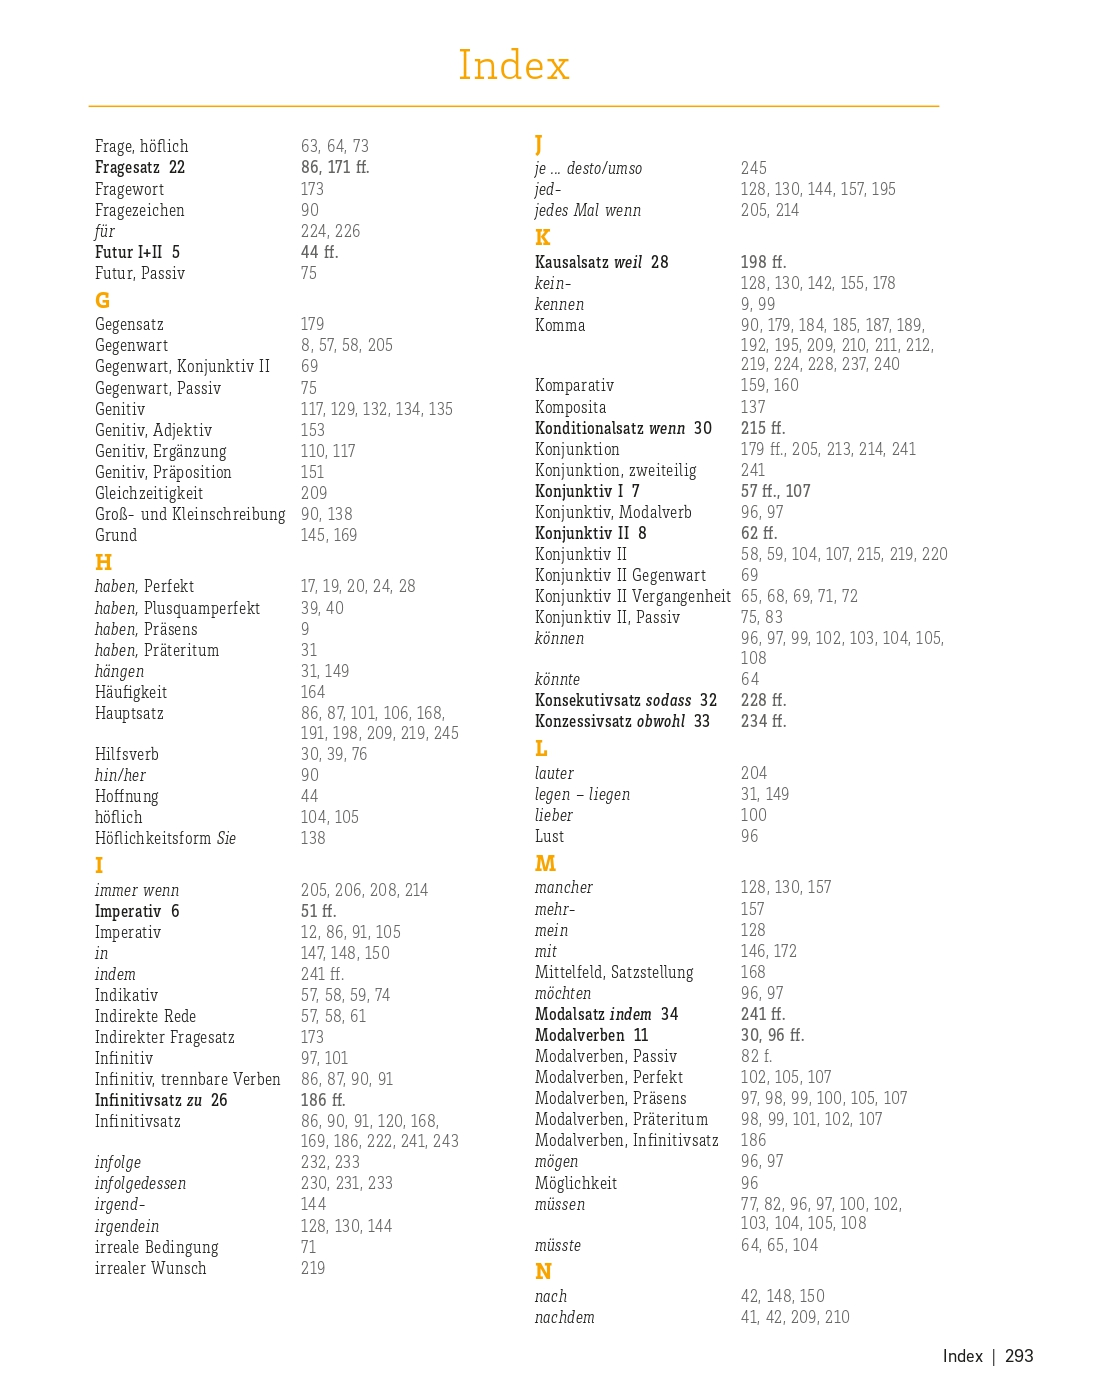 Index
Frage, höflich 63, 64, 73
Fragesatz 22 86, 171 ff.
Fragewort 173
Fragezeichen 90
für 224, 226
Futur I+II 5 44 ff.
Futur, Passiv 75
G
Gegensatz 179
Gegenwart 8, 57, 58, 205
Gegenwart, Konjunktiv II 69
Gegenwart, Passiv 75
Genitiv 117, 129, 132, 134, 135
Genitiv, Adjektiv 153
Genitiv, Ergänzung 110, 117
Genitiv, Präposition 151
Gleichzeitigkeit 209
Groß- und Kleinschreibung 90, 138
Grund 145, 169
H
haben, Perfekt 17, 19, 20, 24, 28
haben, Plusquamperfekt 39, 40
haben, Präsens 9
haben, Präteritum 31
hängen 31, 149
Häufigkeit 164
Hauptsatz 86, 87, 101, 106, 168,
191, 198, 209, 219, 245
Hilfsverb 30, 39, 76
hin/her 90
Hoffnung 44
höflich 104, 105
Höflichkeitsform Sie 138
I
immer wenn 205, 206, 208, 214
Imperativ 6 51 ff.
Imperativ 12, 86, 91, 105
in 147, 148, 150
indem 241 ff.
Indikativ 57, 58, 59, 74
Indirekte Rede 57, 58, 61
Indirekter Fragesatz 173
Infinitiv 97, 101
Infinitiv, trennbare Verben 86, 87, 90, 91
Infinitivsatz zu 26 186 ff.
Infinitivsatz 86, 90, 91, 120, 168,
169, 186, 222, 241, 243
infolge 232, 233
infolgedessen 230, 231, 233
irgend- 144
irgendein 128, 130, 144
irreale Bedingung 71
irrealer Wunsch 219
J
je ... desto/umso 245
jed- 128, 130, 144, 157, 195
jedes Mal wenn 205, 214
K
Kausalsatz weil 28 198 ff.
kein- 128, 130, 142, 155, 178
kennen 9, 99
Komma 90, 179, 184, 185, 187, 189,
192, 195, 209, 210, 211, 212,
219, 224, 228, 237, 240
Komparativ 159, 160
Komposita 137
Konditionalsatz wenn 30 215 ff.
Konjunktion 179 ff., 205, 213, 214, 241
Konjunktion, zweiteilig 241
Konjunktiv I 7 57 ff., 107
Konjunktiv, Modalverb 96, 97
Konjunktiv II 8 62 ff.
Konjunktiv II 58, 59, 104, 107, 215, 219, 220
Konjunktiv II Gegenwart 69
Konjunktiv II Vergangenheit 65, 68, 69, 71, 72
Konjunktiv II, Passiv 75, 83
können 96, 97, 99, 102, 103, 104, 105,
108
könnte 64
Konsekutivsatz sodass 32 228 ff.
Konzessivsatz obwohl 33 234 ff.
L
lauter 204
legen – liegen 31, 149
lieber 100
Lust 96
M
mancher 128, 130, 157
mehr- 157
mein 128
mit 146, 172
Mittelfeld, Satzstellung 168
möchten 96, 97
Modalsatz indem 34 241 ff.
Modalverben 11 30, 96 ff.
Modalverben, Passiv 82 f.
Modalverben, Perfekt 102, 105, 107
Modalverben, Präsens 97, 98, 99, 100, 105, 107
Modalverben, Präteritum 98, 99, 101, 102, 107
Modalverben, Infinitivsatz 186
mögen 96, 97
Möglichkeit 96
müssen 77, 82, 96, 97, 100, 102,
103, 104, 105, 108
müsste 64, 65, 104
N
nach 42, 148, 150
nachdem 41, 42, 209, 210
Index | 293